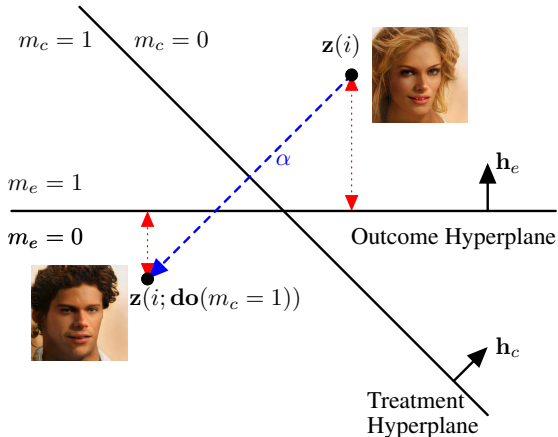 m_c = 1 m_c = 0
z(i)
α
m_e = 1
h_e
m_e = 0
Outcome Hyperplane
z(i; do(m_c = 1))
h_c
Treatment
Hyperplane